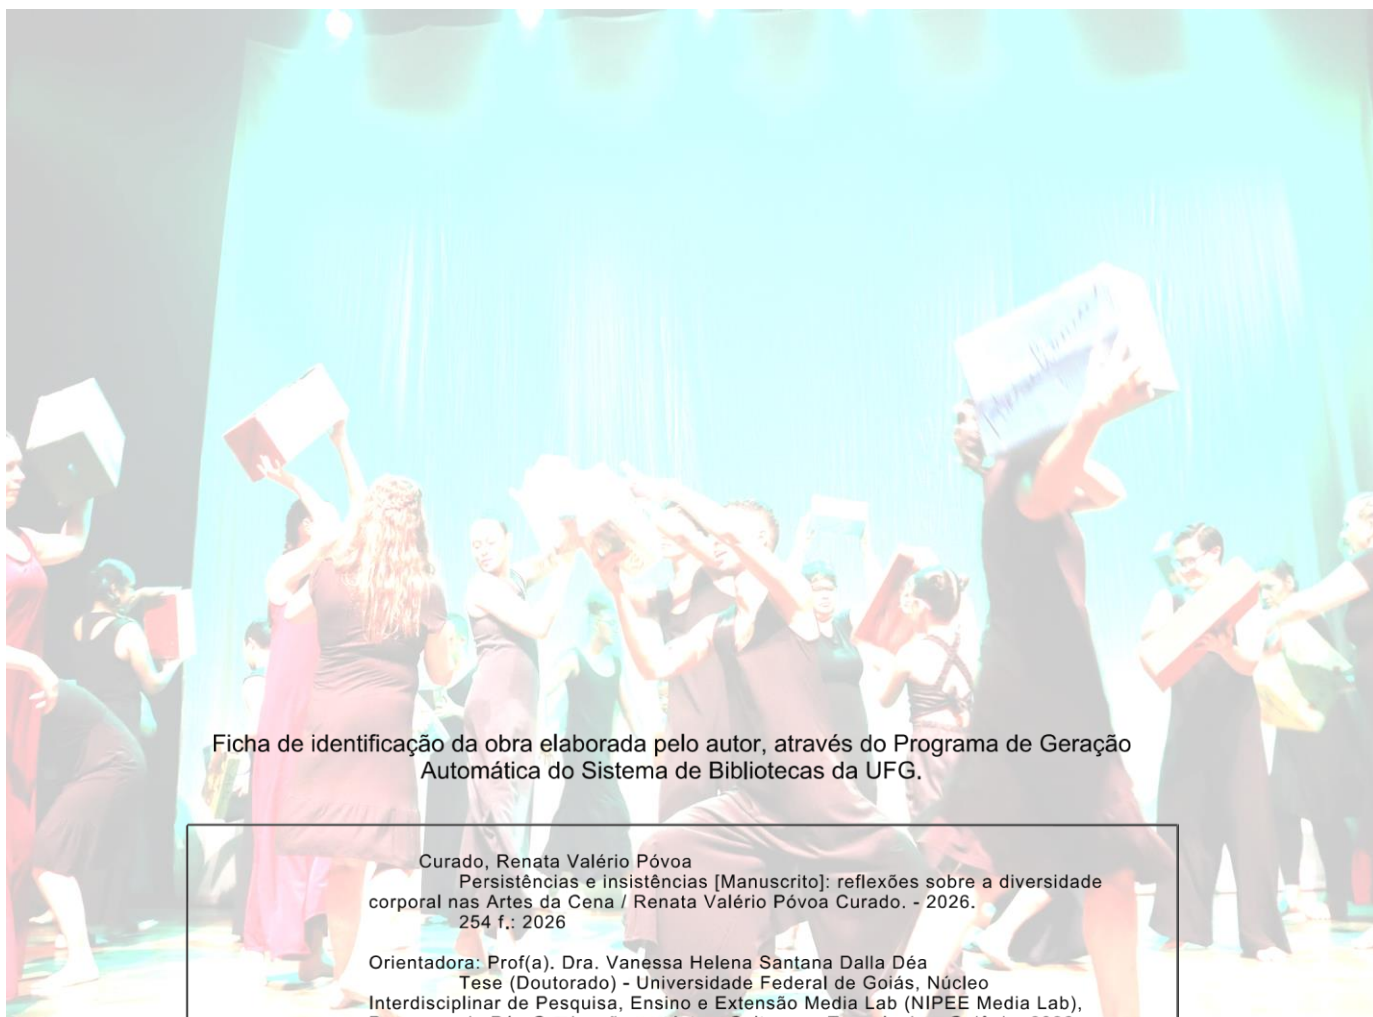 Ficha de identificação da obra elaborada pelo autor, através do Programa de Geração
Automática do Sistema de Bibliotecas da UFG.
Curado, Renata Valério Póvoa
Persistências e insistências [Manuscrito]: reflexões sobre a diversidade
corporal nas Artes da Cena / Renata Valério Póvoa Curado. - 2026.
254 f.: 2026
Orientadora: Prof(a). Dra. Vanessa Helena Santana Dalla Déa
Tese (Doutorado) - Universidade Federal de Goiás, Núcleo
Interdisciplinar de Pesquisa, Ensino e Extensão Media Lab (NIPEE Media Lab),